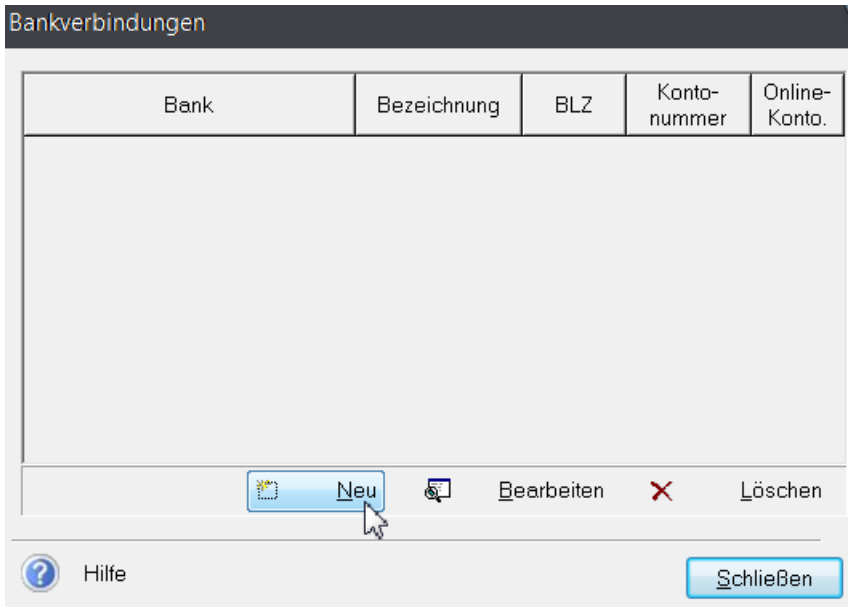 Bankverbindungen
Bank Bezeichnung BLZ Konto-nummer Online-Konto.
Neu Bearbeiten Löschen
Hilfe Schließen